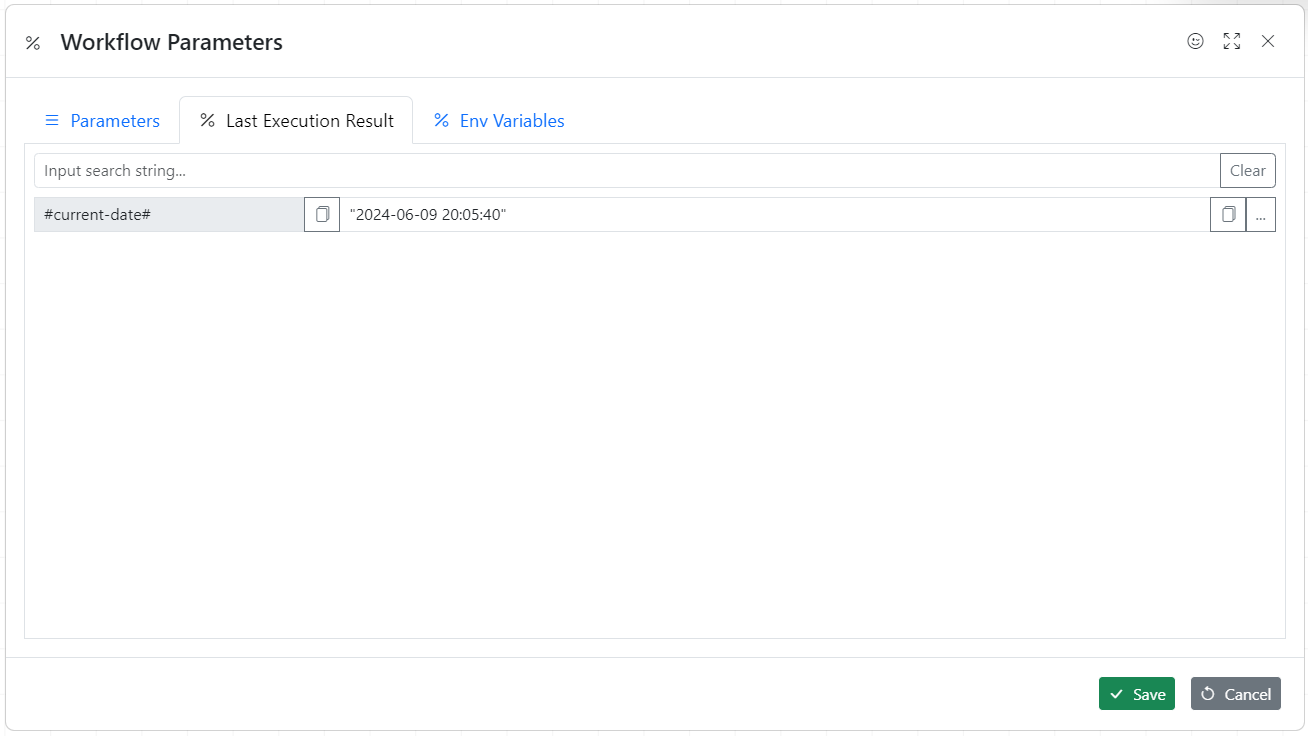 Workflow Parameters
Parameters
Last Execution Result
Env Variables
Input search string...
Clear
#current-date#
"2024-06-09 20:05:40"
...
Save
Cancel